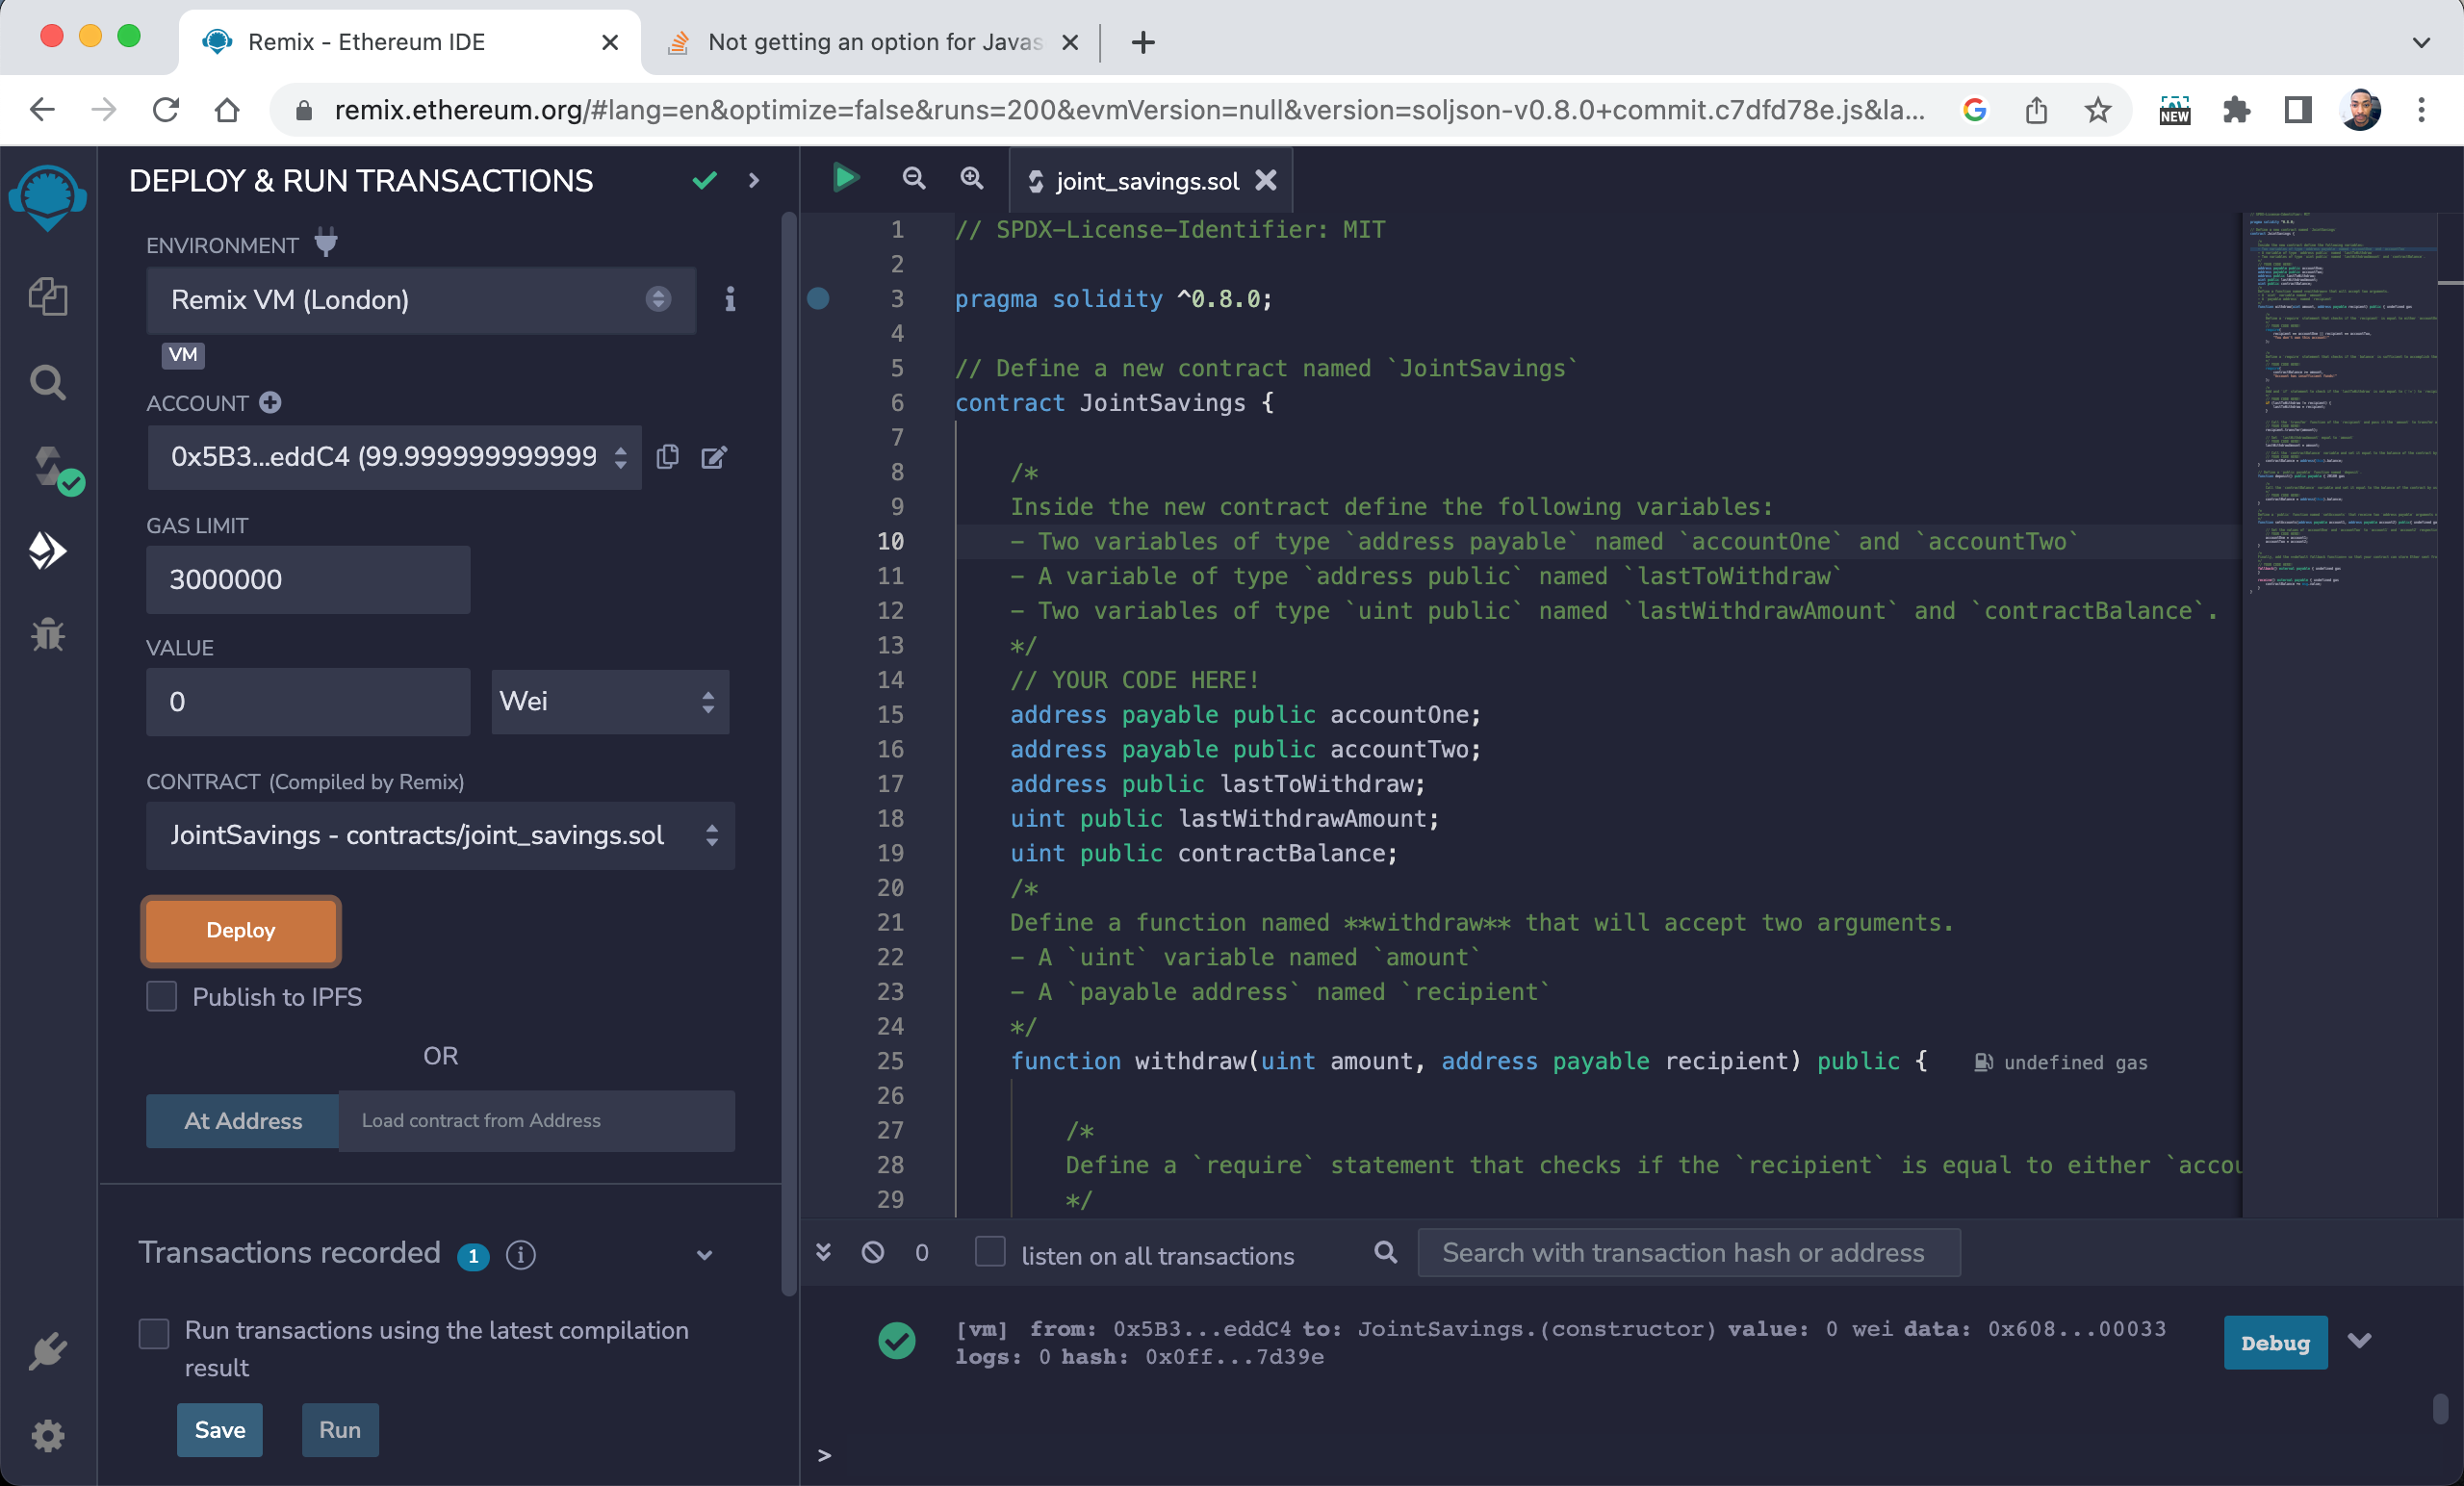 Remix - Ethereum IDE
Not getting an option for Javas
remix.ethereum.org/#lang=en&optimize=false&runs=200&evmVersion=null&version=soljson-v0.8.0+commit.c7dfd78e.js&la...
NEW
DEPLOY & RUN TRANSACTIONS
ENVIRONMENT
Remix VM (London)
VM
ACCOUNT
0x5B3...eddC4 (99.999999999999
GAS LIMIT
3000000
VALUE
0
Wei
CONTRACT (Compiled by Remix)
JointSavings - contracts/joint_savings.sol
Deploy
Publish to IPFS
OR
At Address
Load contract from Address
Transactions recorded 1
Run transactions using the latest compilation
result
Save
Run
joint_savings.sol
1 // SPDX-License-Identifier: MIT
2
3 pragma solidity ^0.8.0;
4
5 // Define a new contract named `JointSavings`
6 contract JointSavings {
7
8 /*
9 Inside the new contract define the following variables:
10 - Two variables of type `address payable` named `accountOne` and `accountTwo`
11 - A variable of type `address public` named `lastToWithdraw`
12 - Two variables of type `uint public` named `lastWithdrawAmount` and `contractBalance`.
13 */
14 // YOUR CODE HERE!
15 address payable public accountOne;
16 address payable public accountTwo;
17 address public lastToWithdraw;
18 uint public lastWithdrawAmount;
19 uint public contractBalance;
20 /*
21 Define a function named **withdraw** that will accept two arguments.
22 - A `uint` variable named `amount`
23 - A `payable address` named `recipient`
24 */
25 function withdraw(uint amount, address payable recipient) public { undefined gas
26
27 /*
28 Define a `require` statement that checks if the `recipient` is equal to either `accou
29 */
0
listen on all transactions
Search with transaction hash or address
[vm] from: 0x5B3...eddC4 to: JointSavings.(constructor) value: 0 wei data: 0x608...00033
logs: 0 hash: 0x0ff...7d39e
Debug
>